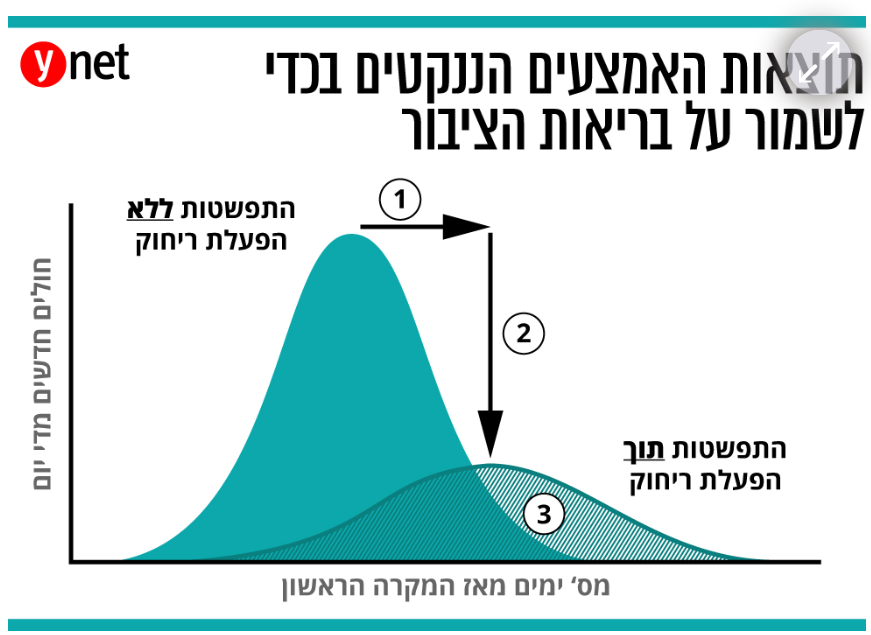 ynet
תוצאות האמצעים הננקטים בכדי
לשמור על בריאות הציבור
התפשטות ללא
הפעלת ריחוק
1
2
התפשטות תוך
הפעלת ריחוק
3
חולים חדשים מדי יום
מס' ימים מאז המקרה הראשון